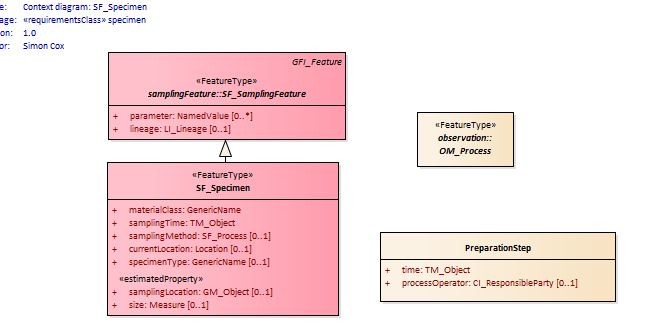 e: Context diagram: SF_Specimen
age: «requirementsClass» specimen
on: 1.0
or: Simon Cox
GFI_Feature
«FeatureType»
samplingFeature::SF_SamplingFeature
+ parameter: NamedValue [0..*]
+ lineage: LI_Lineage [0..1]
«FeatureType»
observation::
OM_Process
«FeatureType»
SF_Specimen
+ materialClass: GenericName
+ samplingTime: TM_Object
+ samplingMethod: SF_Process [0..1]
+ currentLocation: Location [0..1]
+ specimenType: GenericName [0..1]
«estimatedProperty»
+ samplingLocation: GM_Object [0..1]
+ size: Measure [0..1]
PreparationStep
+ time: TM_Object
+ processOperator: CI_ResponsibleParty [0..1]